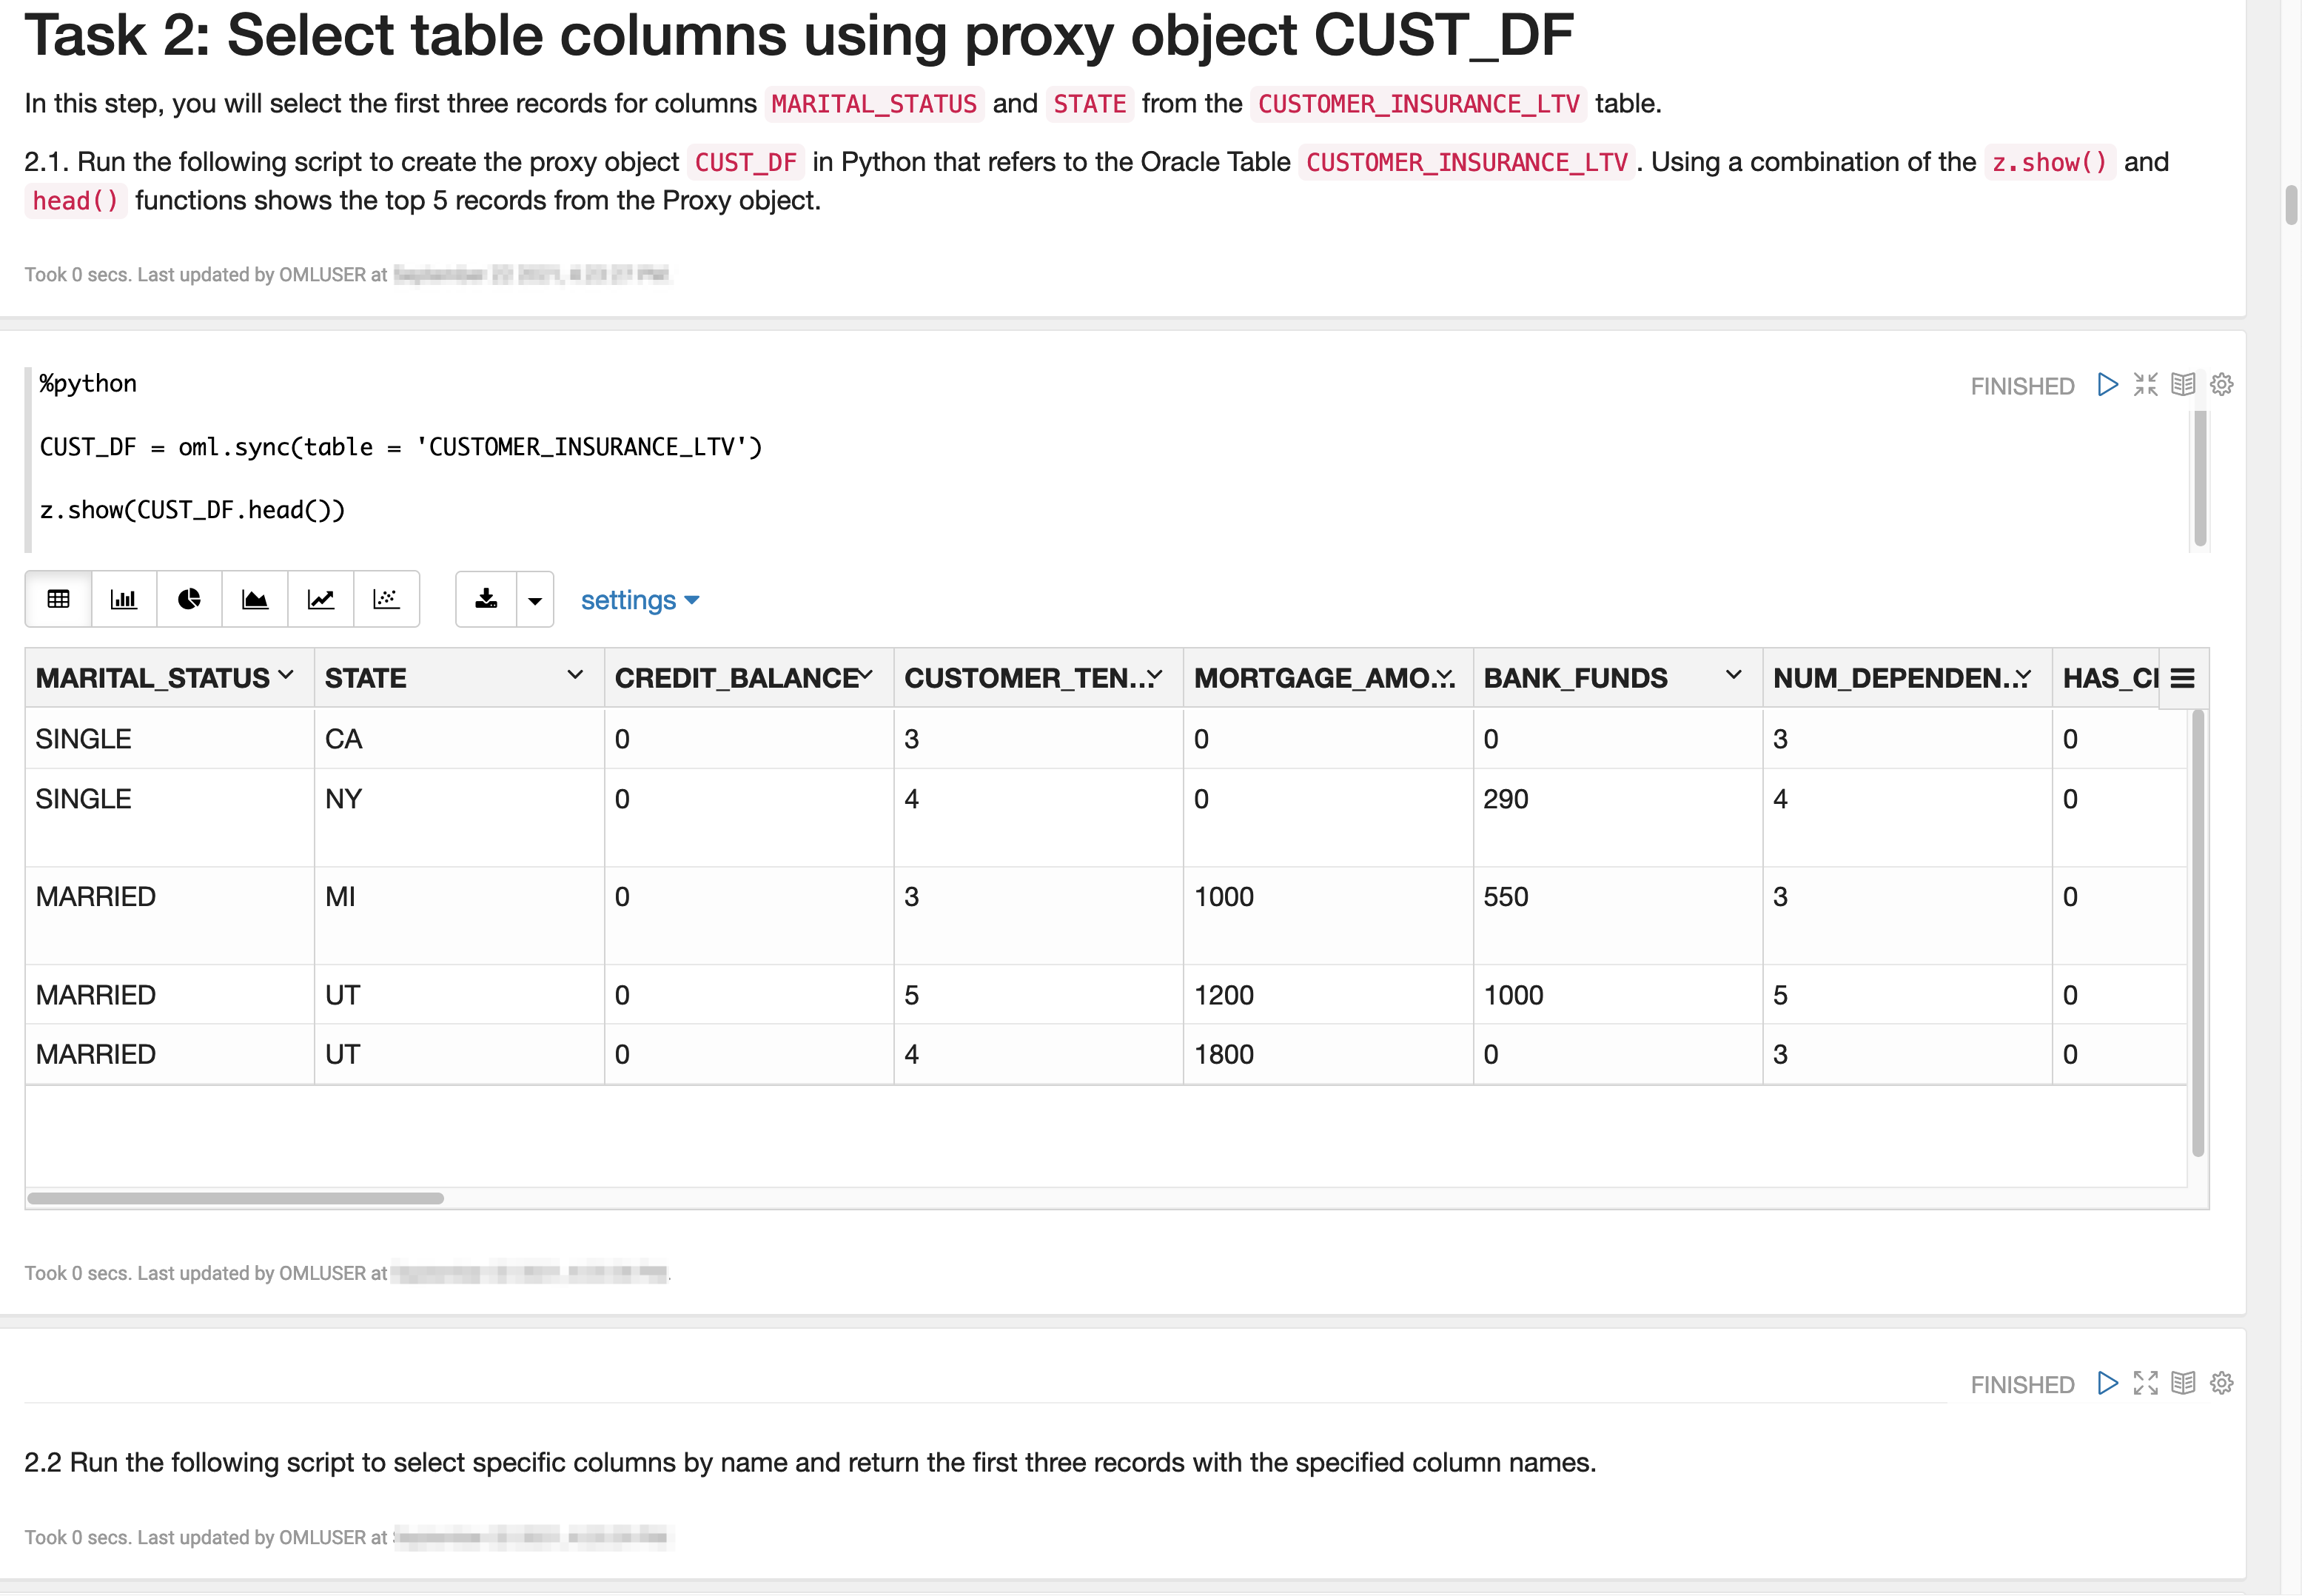 Task 2: Select table columns using proxy object CUST_DF
In this step, you will select the first three records for columns MARITAL_STATUS and STATE from the CUSTOMER_INSURANCE_LTV table.
2.1. Run the following script to create the proxy object CUST_DF in Python that refers to the Oracle Table CUSTOMER_INSURANCE_LTV. Using a combination of the z.show() and
head() functions shows the top 5 records from the Proxy object.
Took 0 secs. Last updated by OMLUSER at
%python
FINISHED
CUST_DF = oml.sync(table = 'CUSTOMER_INSURANCE_LTV')
z.show(CUST_DF.head())
settings
MARITAL_STATUS STATE CREDIT_BALANCE CUSTOMER_TEN... MORTGAGE_AMO... BANK_FUNDS NUM_DEPENDEN... HAS_CI
SINGLE CA 0 3 0 0 3 0
SINGLE NY 0 4 0 290 4 0
MARRIED MI 0 3 1000 550 3 0
MARRIED UT 0 5 1200 1000 5 0
MARRIED UT 0 4 1800 0 3 0
Took 0 secs. Last updated by OMLUSER at
FINISHED
2.2 Run the following script to select specific columns by name and return the first three records with the specified column names.
Took 0 secs. Last updated by OMLUSER at